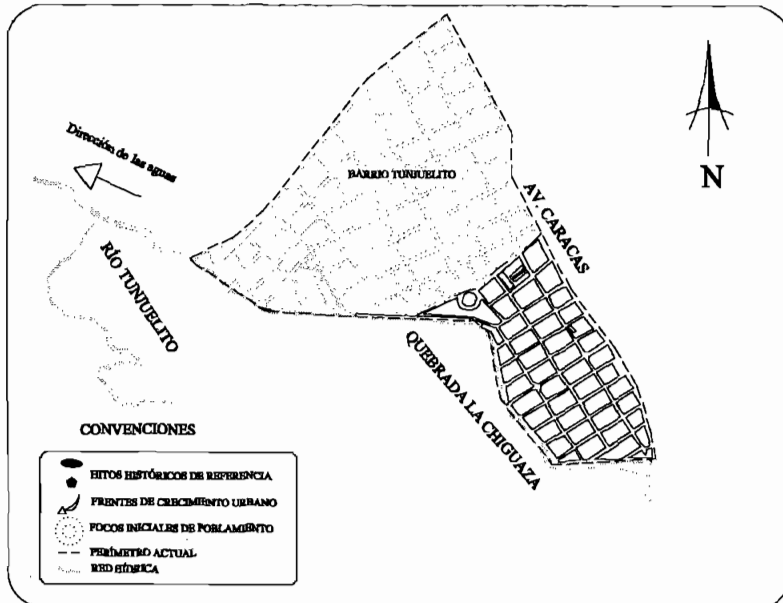 Dirección de las aguas
BARRIO TUNJUELITO
N
AV. CARACAS
RÍO TUNJUELITO
QUEBRADA LA CHIGUAZA
CONVENCIONES
HITOS HISTÓRICOS DE REFERENCIA
FRENTES DE CRECIMIENTO URBANO
FOCOS INICIALES DE POBLAMIENTO
PERÍMETRO ACTUAL
RED HÍDRICA